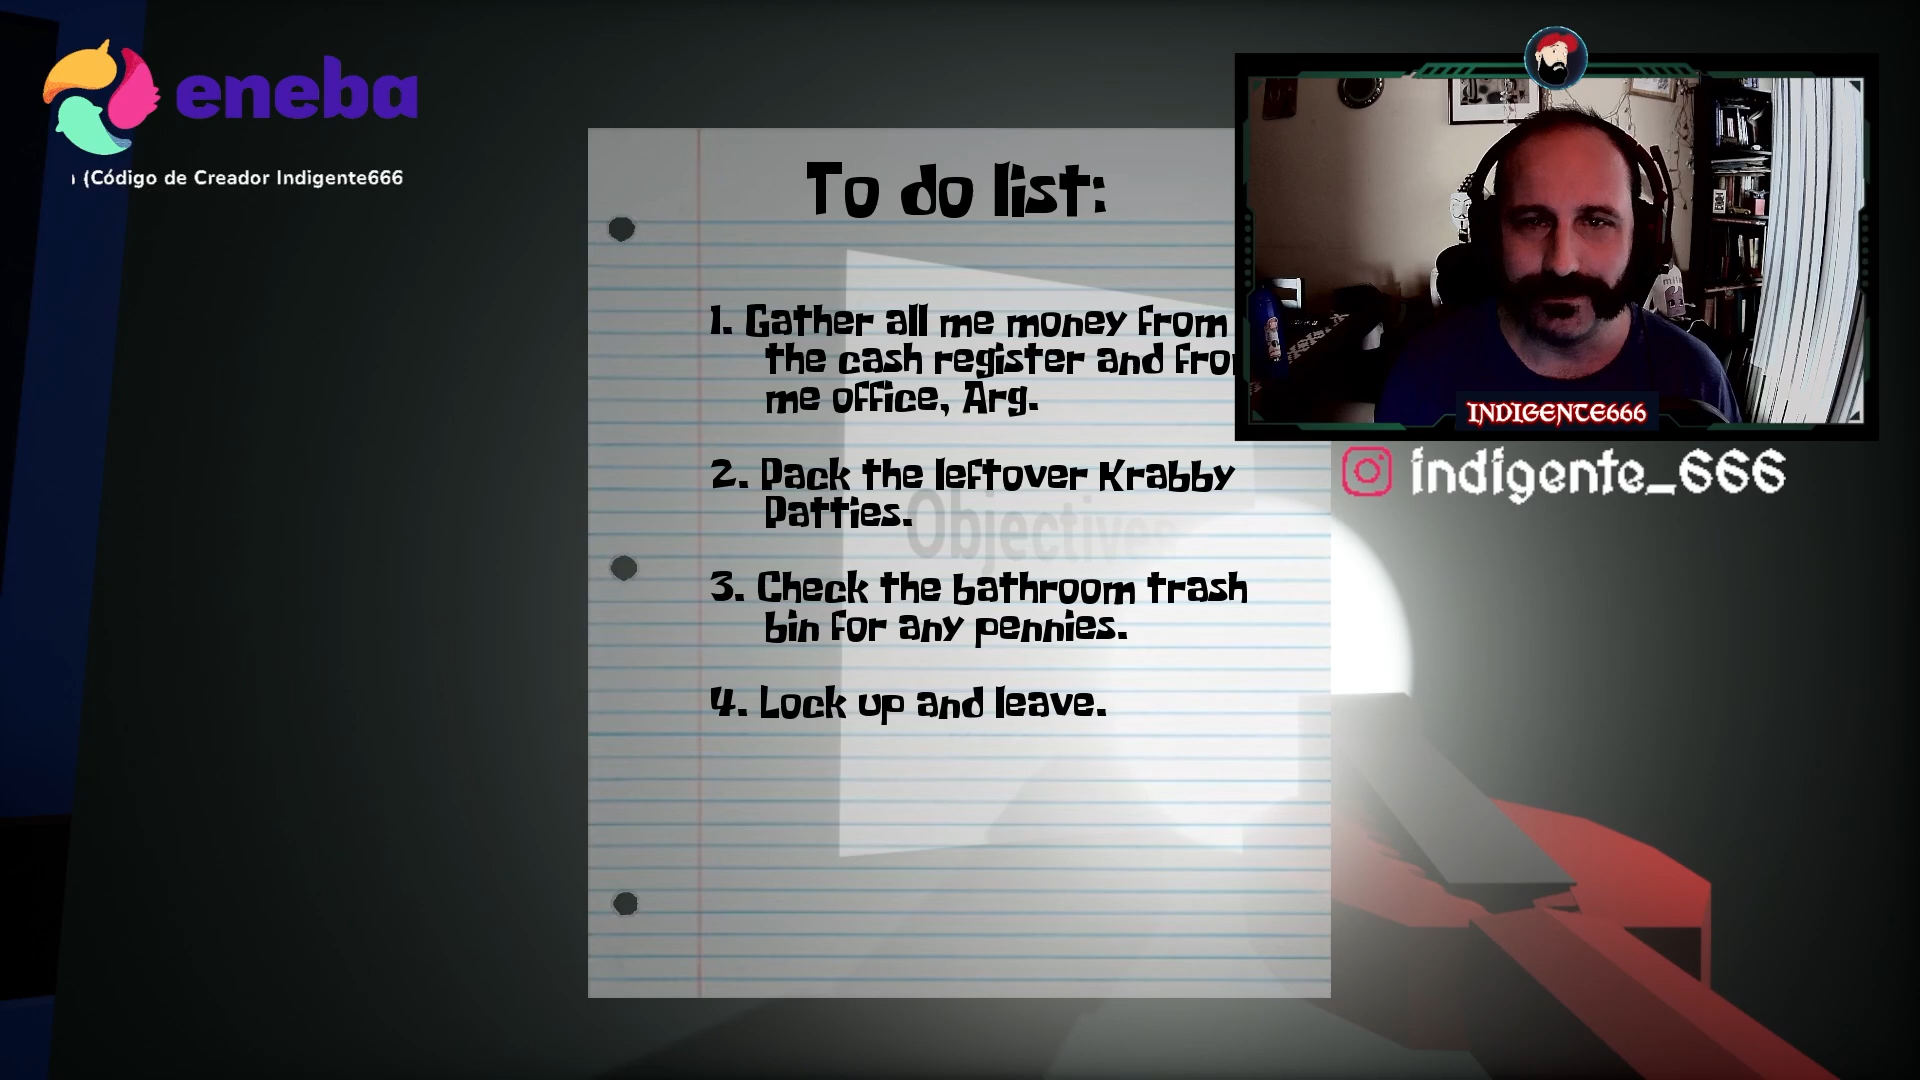 eneba
(Código de Creador Indigente666
To do list:
1. Gather all me money from
the cash register and
me office, Arg.
2. Pack the leftover Krabby
Patties.
Objectives
3. Check the bathroom trash
bin for any pennies.
4. Lock up and leave.
INDIGENTE666
indigente_666